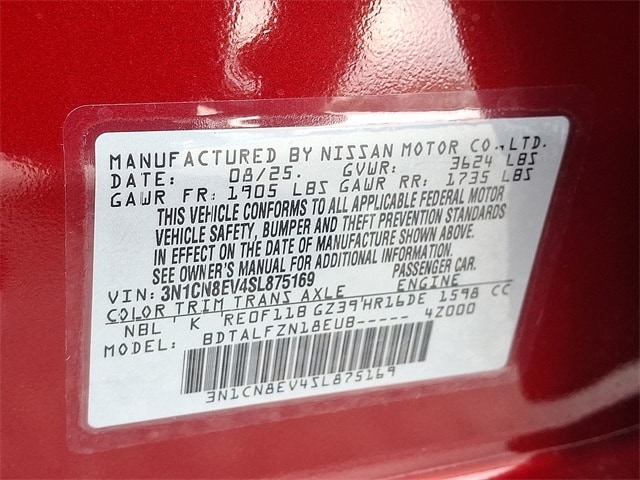 MANUFACTURED BY NISSAN MOTOR CO., LTD.
DATE: 08/25. GVWR: 3624 LBS
GAWR FR: 1905 LBS GAWR RR: 1735 LBS
THIS VEHICLE CONFORMS TO ALL APPLICABLE FEDERAL MOTOR
VEHICLE SAFETY, BUMPER AND THEFT PREVENTION STANDARDS
IN EFFECT ON THE DATE OF MANUFACTURE SHOWN ABOVE.
SEE OWNER'S MANUAL FOR ADDITIONAL INFORMATION.
VIN: 3N1CN8EV4SL875169 PASSENGER CAR.
COLOR TRIM TRANS AXLE ENGINE
NBL K RE0F11B GZ39 HR16DE 1598 CC
MODEL: BDTALFZN18EUB----- 4Z000
3N1CN8EV4SL875169